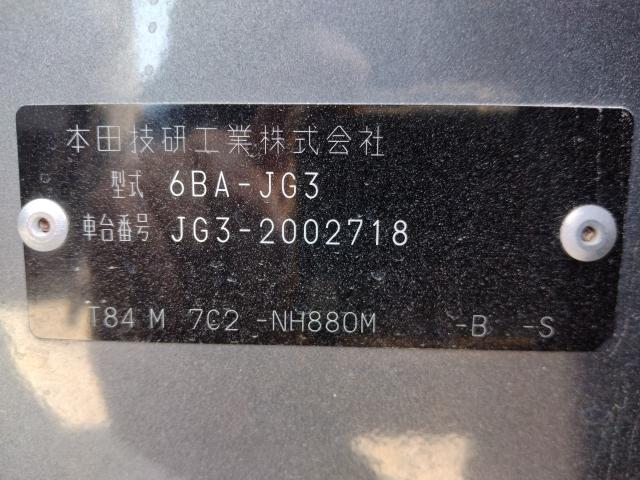 本田技研工業株式会社
型式 6BA-JG3
車台番号 JG3-2002718
T84 M 7C2 -NH880M -B -S